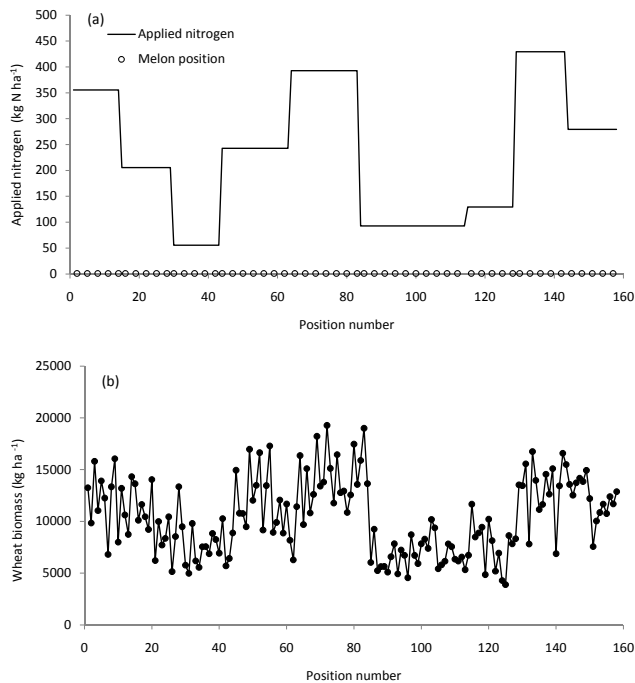 (a)
Applied nitrogen
Melon position
Applied nitrogen (kg N ha⁻¹)
500
450
400
350
300
250
200
150
100
50
0
0 20 40 60 80 100 120 140 160
Position number
(b)
Wheat biomass (kg ha⁻¹)
25000
20000
15000
10000
5000
0
0 20 40 60 80 100 120 140 160
Position number